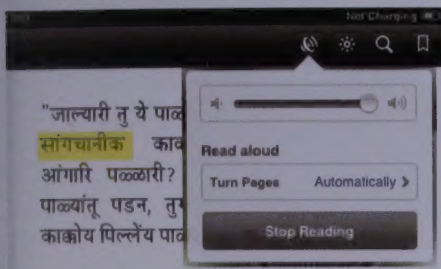 Not Charging
"जाल्यारी तु ये पाळ
सांगचानीक काव
आंगारि पळ्ळारी?
पाळ्यांतू पडन, तु
काकोय पिल्लेंय पाळ
Read aloud
Turn Pages Automatically >
Stop Reading